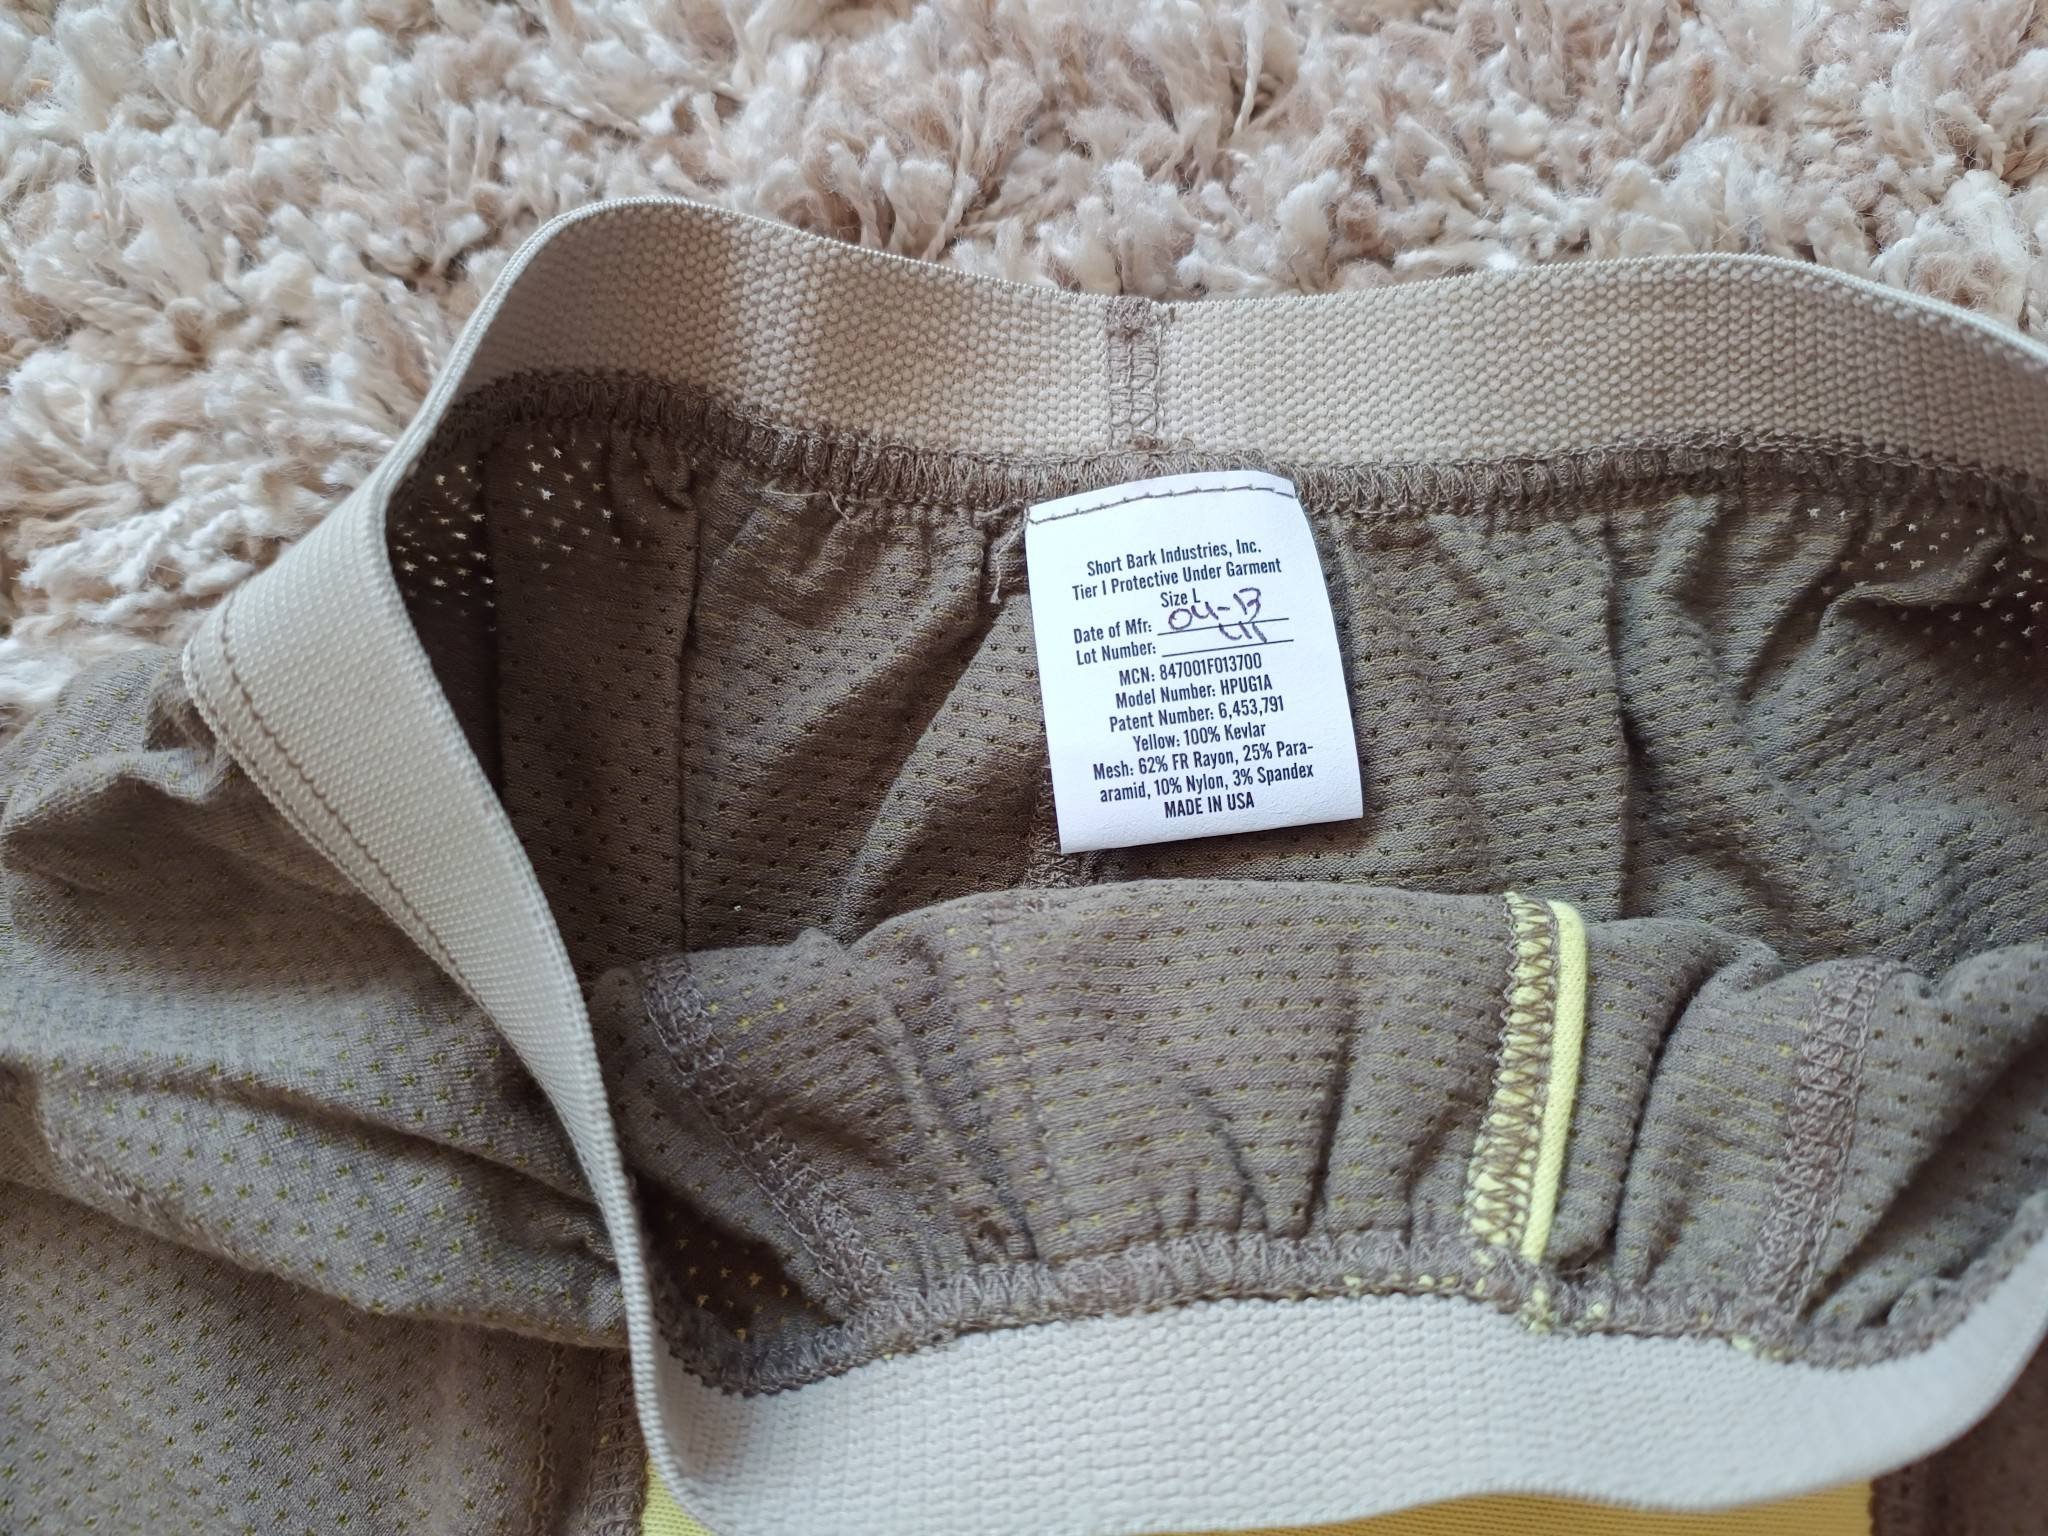 Short Bark Industries, Inc.
Tier I Protective Under Garment
Size L
Date of Mfr: 04-13
Lot Number:
MCN: 847001F013700
Model Number: HPUG1A
Patent Number: 6,453,791
Yellow: 100% Kevlar
Mesh: 62% FR Rayon, 25% Para-
aramid, 10% Nylon, 3% Spandex
MADE IN USA